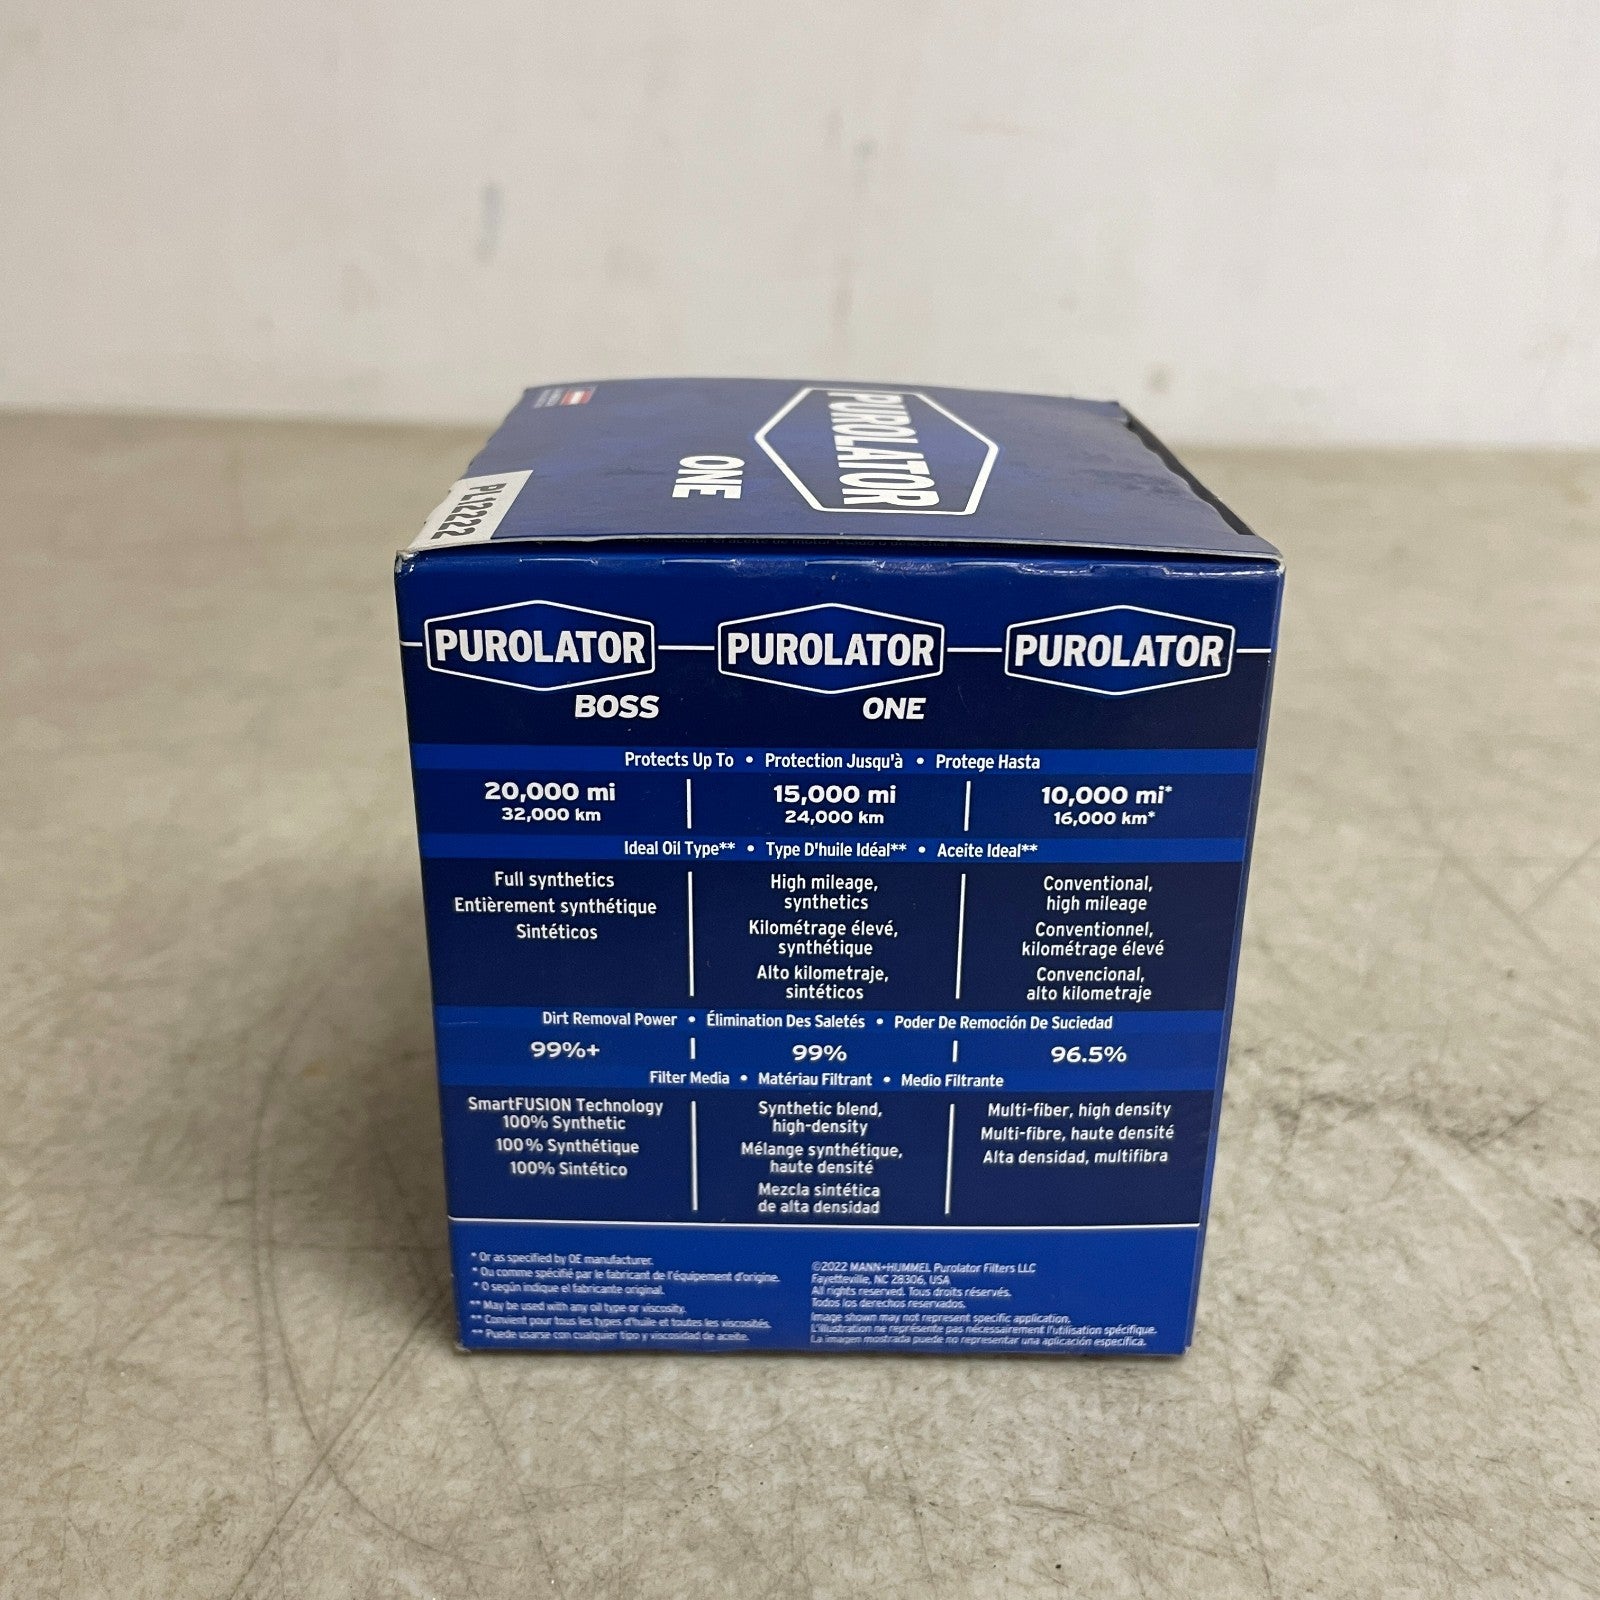 PUROLATOR
ONE
PL22222
PUROLATOR PUROLATOR PUROLATOR
BOSS ONE
Protects Up To • Protection Jusqu'à • Protege Hasta
20,000 mi 15,000 mi 10,000 mi*
32,000 km 24,000 km 16,000 km*
Ideal Oil Type** • Type D'huile Idéal** • Aceite Ideal**
Full synthetics
Entièrement synthétique
Sintéticos
High mileage,
synthetics
Kilométrage élevé,
synthétique
Alto kilometraje,
sintéticos
Conventional,
high mileage
Conventionnel,
kilométrage élevé
Convencional,
alto kilometraje
Dirt Removal Power • Élimination Des Saletés • Poder De Remoción De Suciedad
99%+ 99% 96.5%
Filter Media • Matériau Filtrant • Medio Filtrante
SmartFUSION Technology
100% Synthetic
100% Synthétique
100% Sintético
Synthetic blend,
high-density
Mélange synthétique,
haute densité
Mezcla sintética
de alta densidad
Multi-fiber, high density
Multi-fibre, haute densité
Alta densidad, multifibra
* Or as specified by OE manufacturer.
* Ou comme spécifié par le fabricant de l'équipement d'origine.
* O según indique el fabricante original.
** May be used with any oil type or viscosity.
** Convient pour tous les types d'huile et toutes les viscosités.
** Puede usarse con cualquier tipo y viscosidad de aceite.
©2022 MANN+HUMMEL Purolator Filters LLC
Fayetteville, NC 28306, USA
All rights reserved. Tous droits réservés.
Todos los derechos reservados.
Image shown may not represent specific application.
L'illustration ne représente pas nécessairement l'utilisation spécifique.
La imagen mostrada puede no representar una aplicación específica.